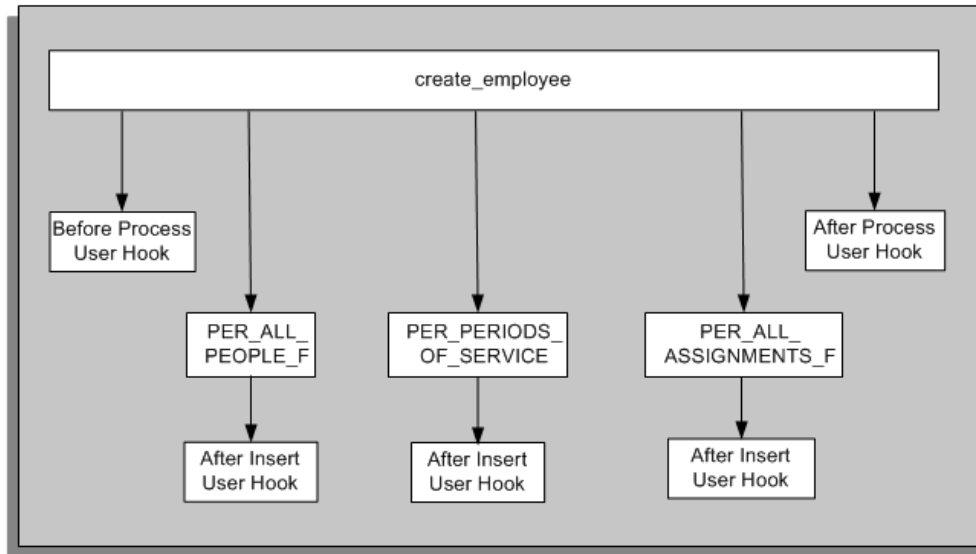 create_employee
Before Process
User Hook
After Process
User Hook
PER_ALL_
PEOPLE_F
PER_PERIODS_
OF_SERVICE
PER_ALL_
ASSIGNMENTS_F
After Insert
User Hook
After Insert
User Hook
After Insert
User Hook